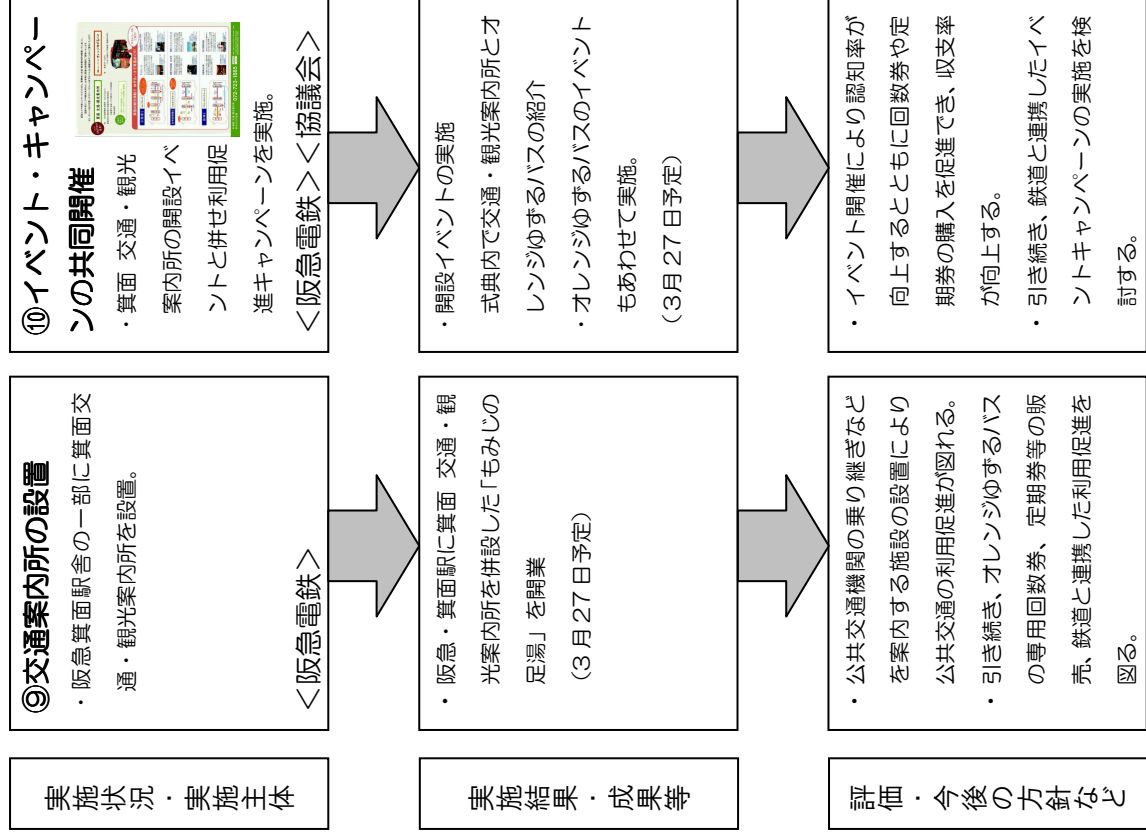 実施状況・実施主体
⑨交通案内所の設置
・阪急箕面駅舎の一部に箕面交
通・観光案内所を設置。
＜阪急電鉄＞
⑩イベント・キャンペー
ンの共同開催
・箕面 交通・観光
案内所の開設イベ
ントと併せ利用促
進キャンペーンを実施。
＜阪急電鉄＞＜協議会＞
実施結果・成果等
・阪急・箕面駅に箕面 交通・観
光案内所を併設した「もみじの
足湯」を開業
（3月27日予定）
・開設イベントの実施
式典内で交通・観光案内所とオ
レンジゆずるバスの紹介
・オレンジゆずるバスのイベント
もあわせて実施。
（3月27日予定）
評価・今後の方針など
・公共交通機関の乗り継ぎなど
を案内する施設の設置により
公共交通の利用促進が図れる。
・引き続き、オレンジゆずるバス
の専用回数券、定期券等の販
売、鉄道と連携した利用促進を
図る。
・イベント開催により認知率が
向上するとともに回数券や定
期券の購入を促進でき、収支率
が向上する。
・引き続き、鉄道と連携したイベ
ントキャンペーンの実施を検
討する。